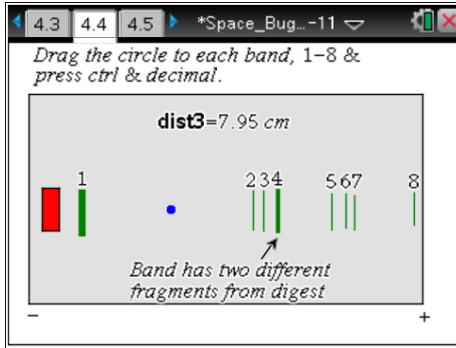 4.3 4.4 4.5 *Space_Bug...-11
Drag the circle to each band, 1-8 &
press ctrl & decimal.
dist3=7.95 cm
1 234 567 8
Band has two different
fragments from digest
− +